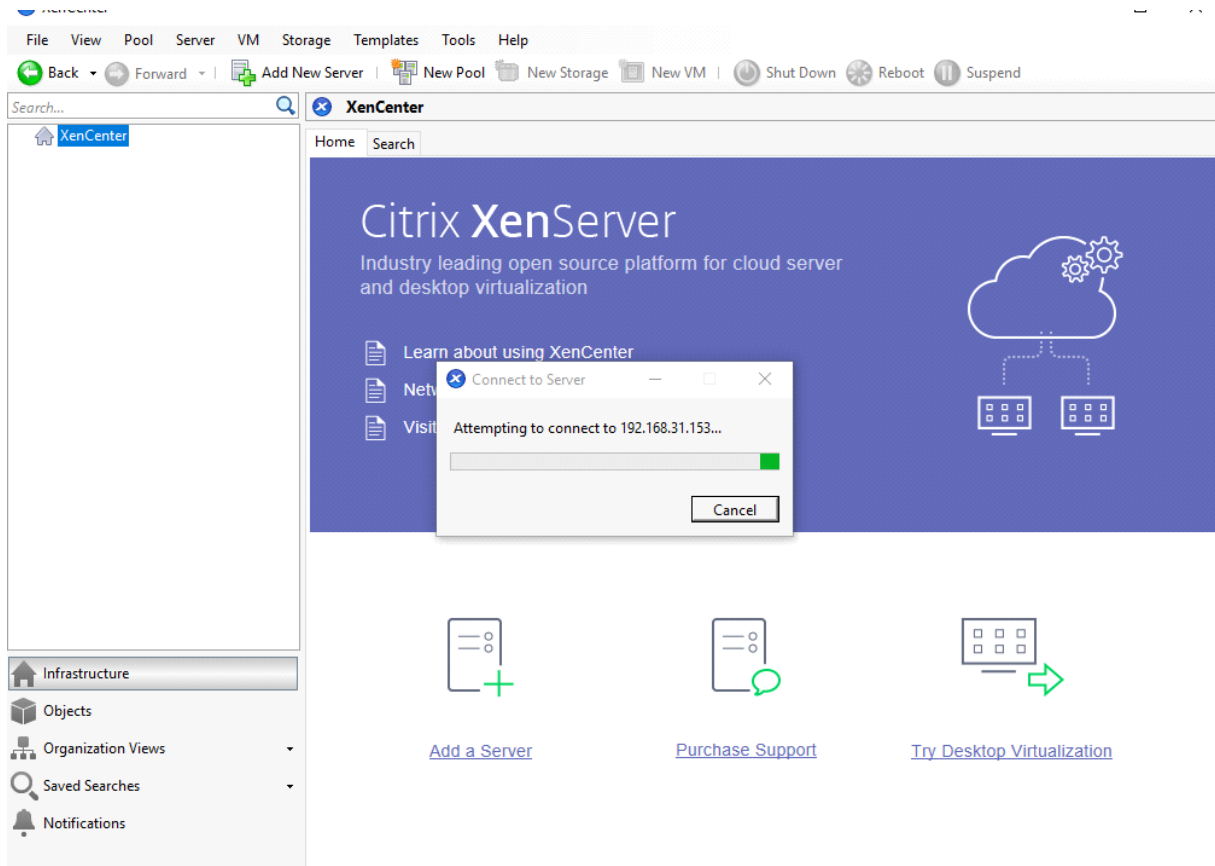 XenCenter
File View Pool Server VM Storage Templates Tools Help
Back Forward Add New Server New Pool New Storage New VM Shut Down Reboot Suspend
Search...
XenCenter
XenCenter
Home Search
Citrix XenServer
Industry leading open source platform for cloud server
and desktop virtualization
Learn about using XenCenter
Visit
Connect to Server
Attempting to connect to 192.168.31.153...
Cancel
Add a Server
Purchase Support
Try Desktop Virtualization
Infrastructure
Objects
Organization Views
Saved Searches
Notifications